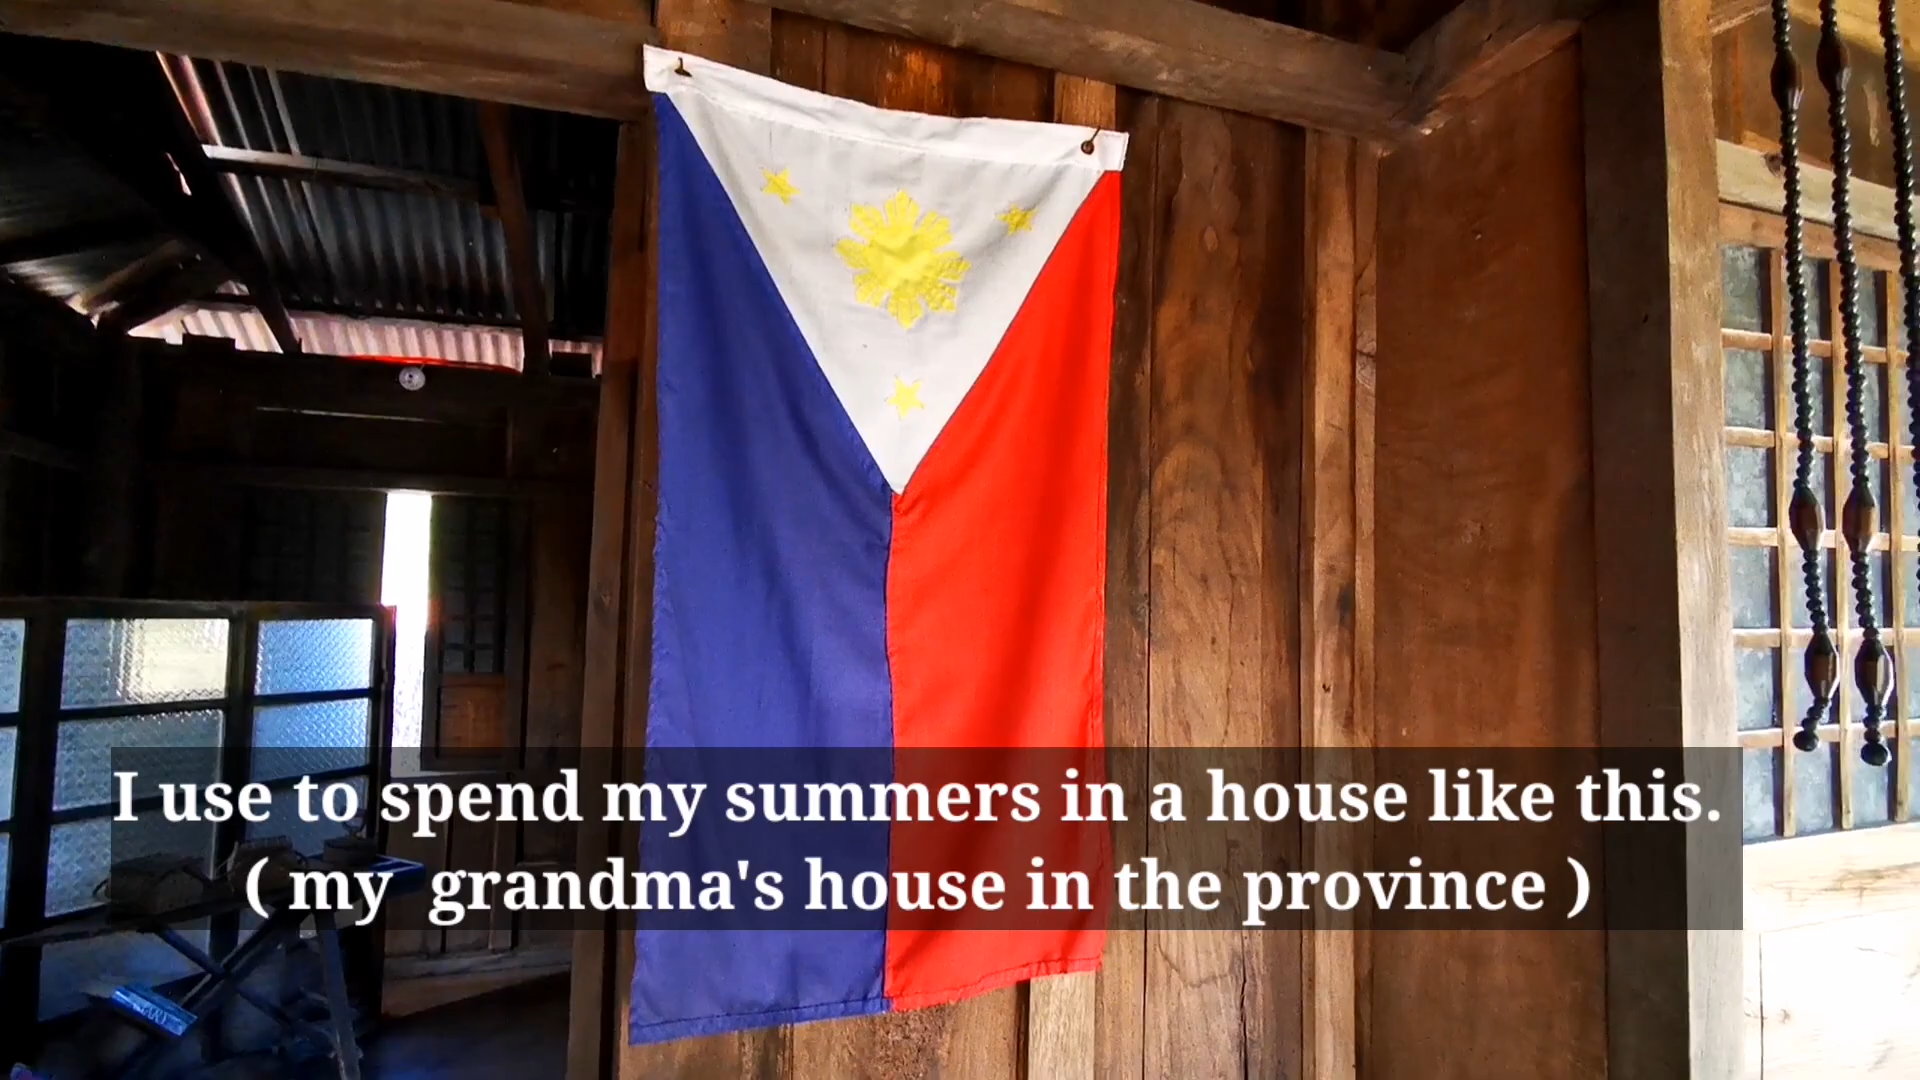 I use to spend my summers in a house like this.
( my grandma's house in the province )